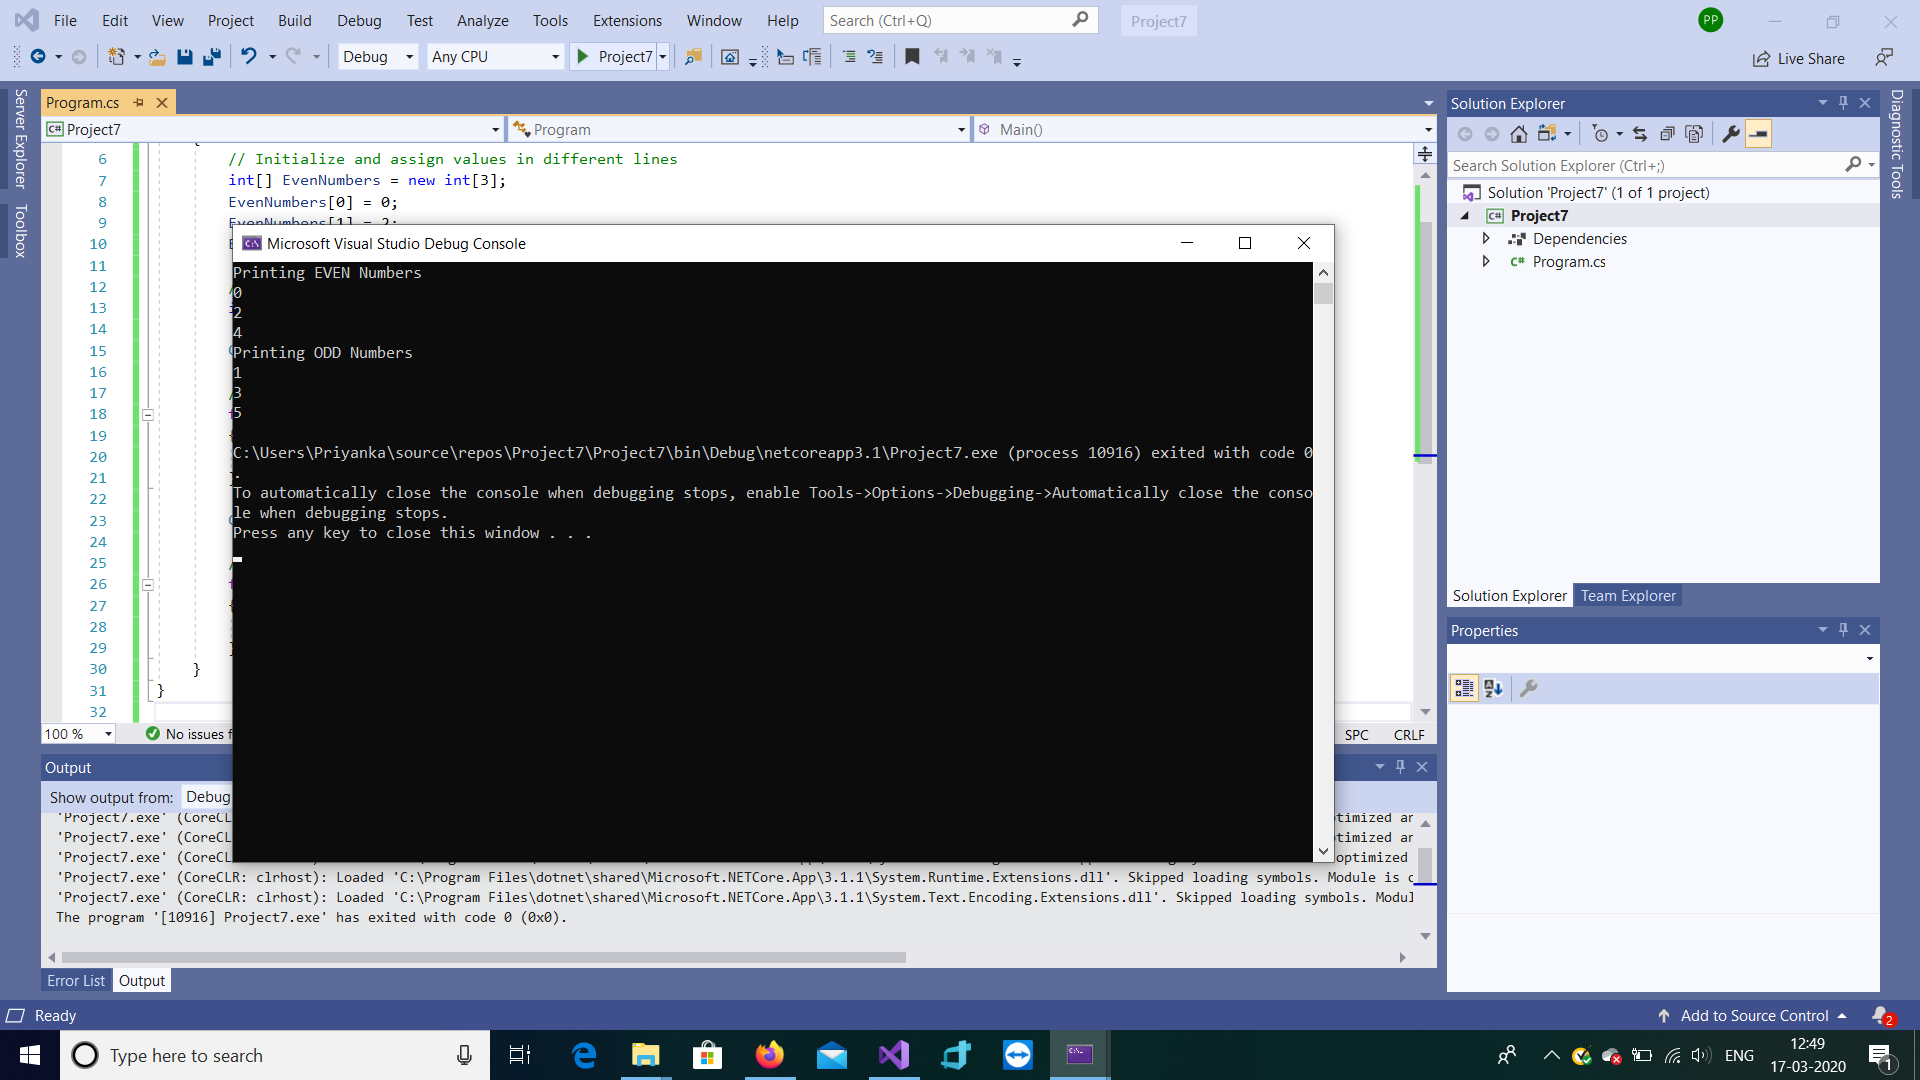 File Edit View Project Build Debug Test Analyze Tools Extensions Window Help Search (Ctrl+Q) Project7 PP
Debug Any CPU Project7 Live Share
Server Explorer
Toolbox
Program.cs
Project7 Program Main()
6 // Initialize and assign values in different lines
7 int[] EvenNumbers = new int[3];
8 EvenNumbers[0] = 0;
9 EvenNumbers[1] = 2;
10
11
12
13
14
15
16
17
18
19
20
21
22
23
24
25
26
27
28
29
30 }
31 }
32
100 % No issues
SPC CRLF
Microsoft Visual Studio Debug Console
Printing EVEN Numbers
0
2
4
Printing ODD Numbers
1
3
5
C:\Users\Priyanka\source\repos\Project7\Project7\bin\Debug\netcoreapp3.1\Project7.exe (process 10916) exited with code 0
.
To automatically close the console when debugging stops, enable Tools->Options->Debugging->Automatically close the conso
le when debugging stops.
Press any key to close this window . . .
Output
Show output from: Debug
'Project7.exe' (CoreCL
'Project7.exe' (CoreCL
'Project7.exe' (CoreCL optimized
'Project7.exe' (CoreCLR: clrhost): Loaded 'C:\Program Files\dotnet\shared\Microsoft.NETCore.App\3.1.1\System.Runtime.Extensions.dll'. Skipped loading symbols. Module is
'Project7.exe' (CoreCLR: clrhost): Loaded 'C:\Program Files\dotnet\shared\Microsoft.NETCore.App\3.1.1\System.Text.Encoding.Extensions.dll'. Skipped loading symbols. Modul
The program '[10916] Project7.exe' has exited with code 0 (0x0).
Error List Output
Solution Explorer
Search Solution Explorer (Ctrl+;)
Solution 'Project7' (1 of 1 project)
C# Project7
Dependencies
C# Program.cs
Solution Explorer Team Explorer
Properties
Diagnostic Tools
Ready Add to Source Control 2
Type here to search ENG 12:49
17-03-2020 1